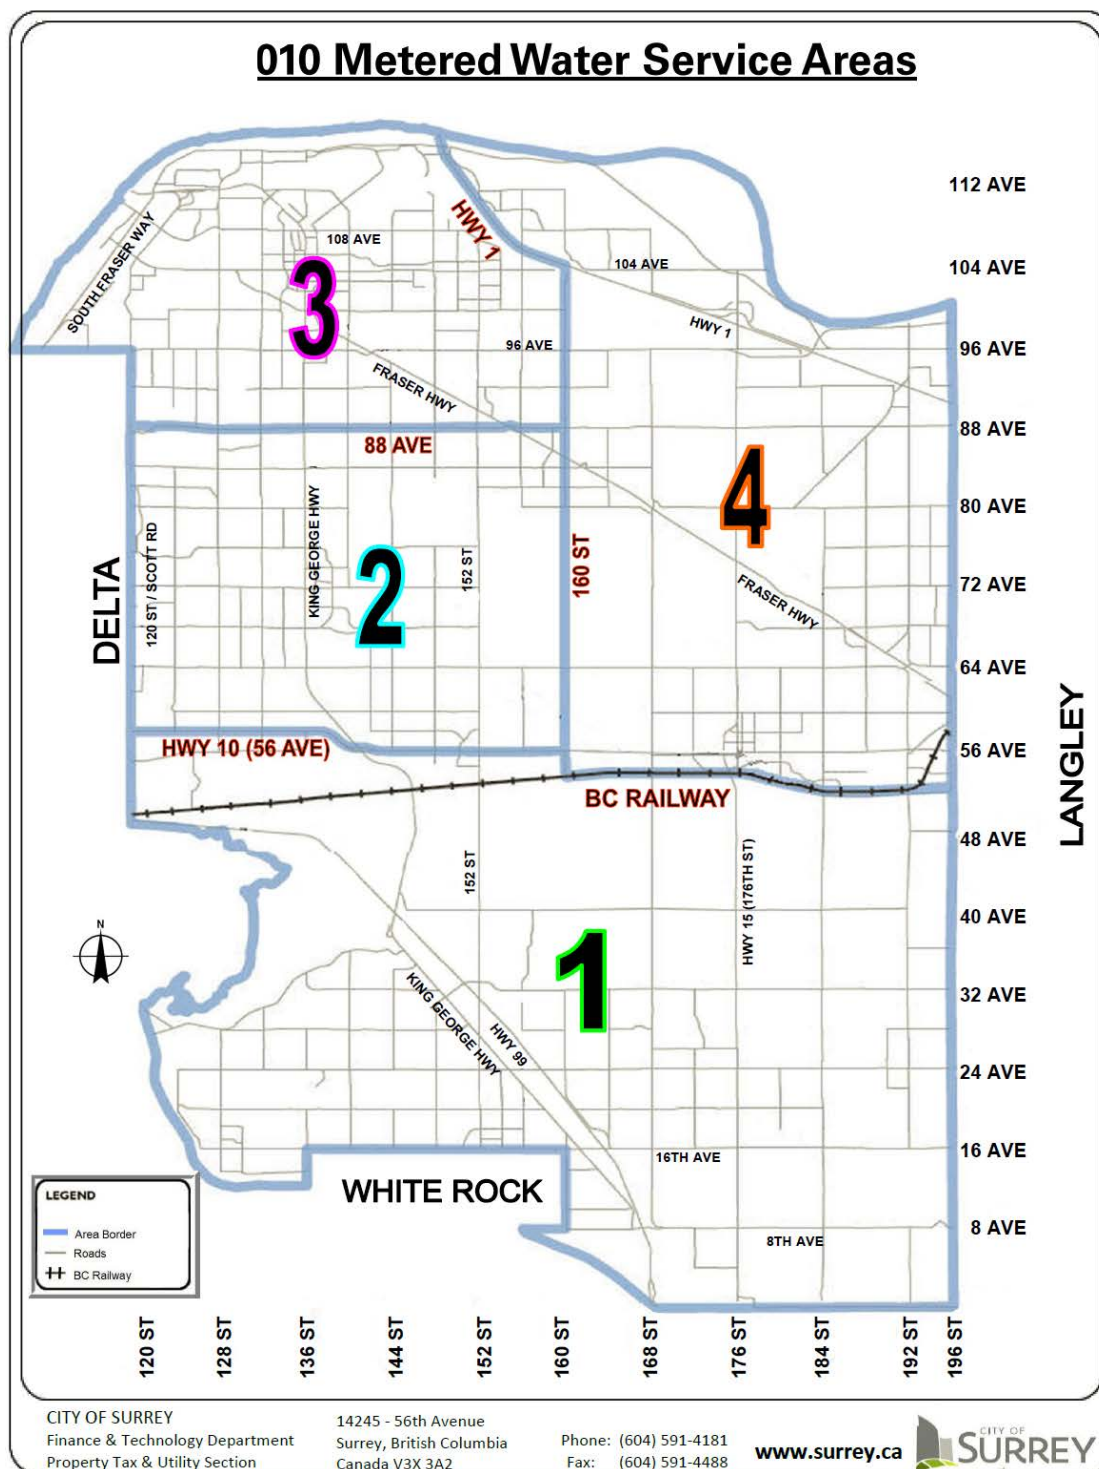 010 Metered Water Service Areas
112 AVE
SOUTH FRASER WAY
HWY 1
108 AVE
104 AVE
104 AVE
3
HWY 1
96 AVE
96 AVE
FRASER HWY
88 AVE
88 AVE
4
80 AVE
KING GEORGE HWY
120 ST / SCOTT RD
152 ST
160 ST
DELTA
2
72 AVE
FRASER HWY
64 AVE
LANGLEY
HWY 10 (56 AVE)
56 AVE
BC RAILWAY
48 AVE
152 ST
HWY 15 (176TH ST)
40 AVE
N
1
32 AVE
KING GEORGE HWY
HWY 99
24 AVE
16TH AVE
16 AVE
WHITE ROCK
8 AVE
8TH AVE
LEGEND
Area Border
Roads
BC Railway
120 ST
128 ST
136 ST
144 ST
152 ST
160 ST
168 ST
176 ST
184 ST
192 ST
196 ST
CITY OF SURREY
Finance & Technology Department
Property Tax & Utility Section
14245 - 56th Avenue
Surrey, British Columbia
Canada V3X 3A2
Phone: (604) 591-4181
Fax: (604) 591-4488
www.surrey.ca
CITY OF
SURREY